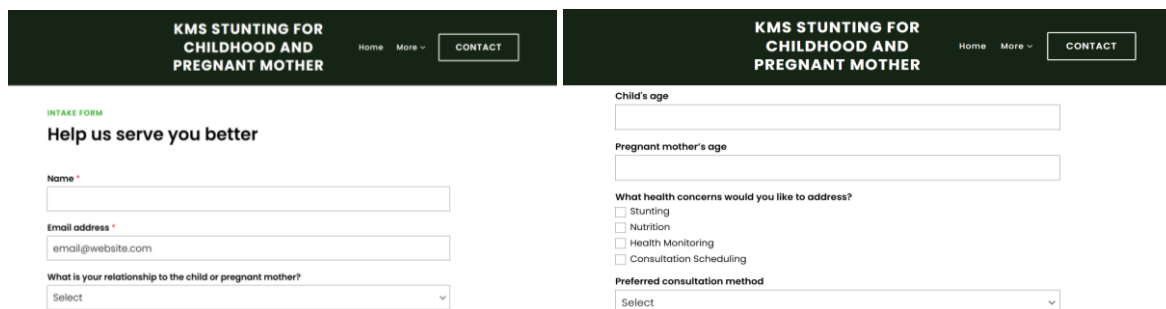 KMS STUNTING FOR
CHILDHOOD AND
PREGNANT MOTHER
Home More CONTACT
INTAKE FORM
Help us serve you better
Name *
Email address *
email@website.com
What is your relationship to the child or pregnant mother?
Select
KMS STUNTING FOR
CHILDHOOD AND
PREGNANT MOTHER
Home More CONTACT
Child's age
Pregnant mother's age
What health concerns would you like to address?
Stunting
Nutrition
Health Monitoring
Consultation Scheduling
Preferred consultation method
Select